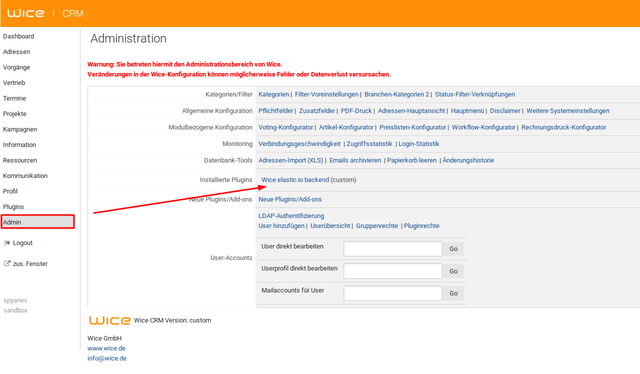 wice | CRM
Dashboard
Adressen
Vorgänge
Vertrieb
Termine
Projekte
Kampagnen
Information
Ressourcen
Kommunikation
Profil
Plugins
Admin
Logout
zus. Fenster
spyanev
sandbox
Administration
Warnung: Sie betreten hiermit den Administrationsbereich von Wice.
Veränderungen in der Wice-Konfiguration können möglicherweise Fehler oder Datenverlust versursachen.
Kategorien/Filter Kategorien | Filter-Voreinstellungen | Branchen-Kategorien 2 | Status-Filter-Verknüpfungen
Allgemeine Konfiguration Pflichtfelder | Zusatzfelder | PDF-Druck | Adressen-Hauptansicht | Hauptmenü | Disclaimer | Weitere Systemeinstellungen
Modulbezogene Konfiguration Voting-Konfigurator | Artikel-Konfigurator | Preislisten-Konfigurator | Workflow-Konfigurator | Rechnungsdruck-Konfigurator
Monitoring Verbindungsgeschwindigkeit | Zugriffsstatistik | Login-Statistik
Datenbank-Tools Adressen-Import (XLS) | Emails archivieren | Papierkorb leeren | Änderungshistorie
Installierte Plugins Wice elastic.io backend (custom)
Neue Plugins/Add-ons Neue Plugins/Add-ons
LDAP-Authentifizierung
User hinzufügen | Userübersicht | Gruppenrechte | Pluginrechte
User-Accounts
User direkt bearbeiten Go
Userprofil direkt bearbeiten Go
Mailaccounts für User Go
wice Wice CRM Version: custom
Wice GmbH
www.wice.de
info@wice.de